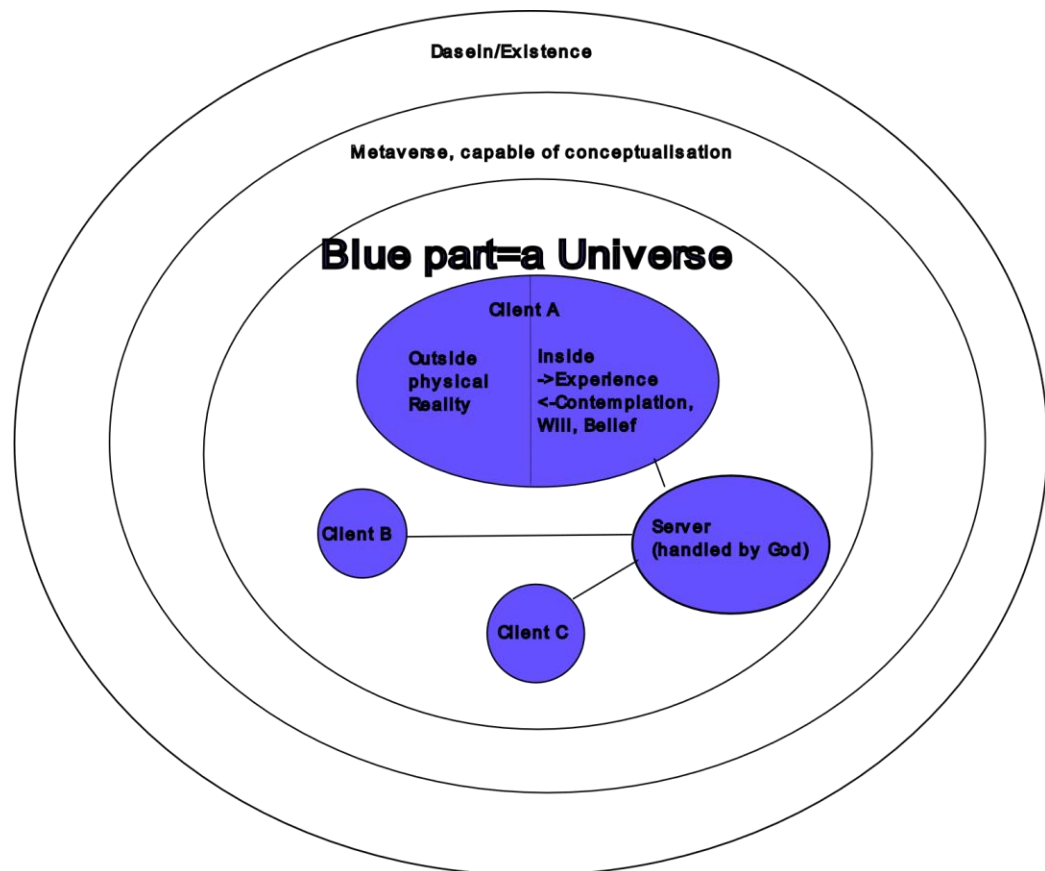 Dasein/Existence
Metaverse, capable of conceptualisation
Blue part=a Universe
Client A
Outside
physical
Reality
Inside
->Experience
<-Contemplation,
Will, Belief
Client B
Server
(handled by God)
Client C